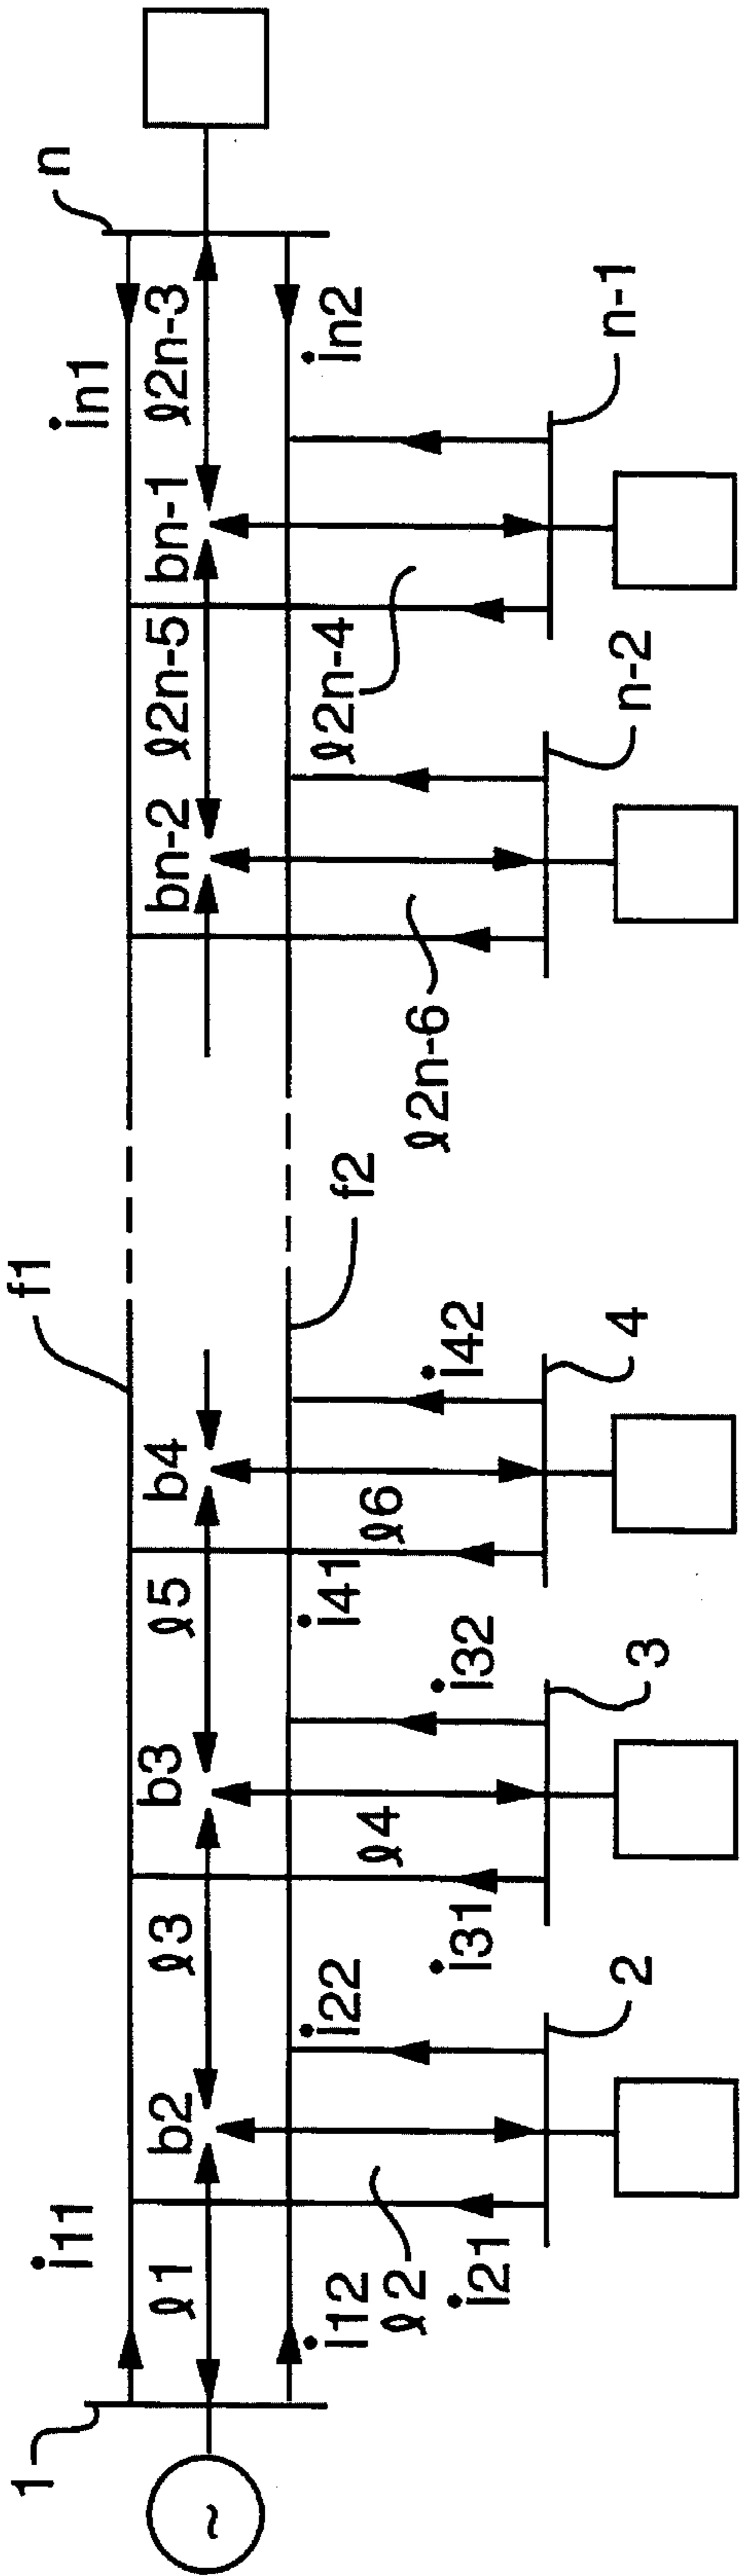 1
i̇11
f1
i̇n1
n
ℓ1
b2
ℓ3
b3
ℓ5
b4
bn-2
ℓ2n-5
bn-1
ℓ2n-3
~
i̇12
i̇22
i̇41
f2
i̇n2
ℓ2
ℓ4
ℓ6
ℓ2n-6
ℓ2n-4
i̇21
i̇31
i̇32
i̇42
2
3
4
n-2
n-1